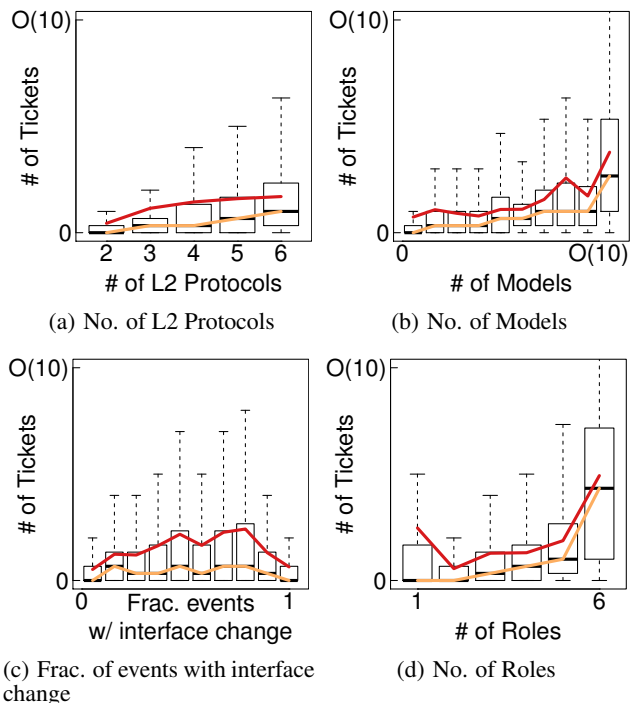 O(10)
# of Tickets
0
2 3 4 5 6
# of L2 Protocols
(a) No. of L2 Protocols
O(10)
# of Tickets
0
0 O(10)
# of Models
(b) No. of Models
O(10)
# of Tickets
0
0 Frac. events 1
w/ interface change
(c) Frac. of events with interface
change
O(10)
# of Tickets
0
1 6
# of Roles
(d) No. of Roles